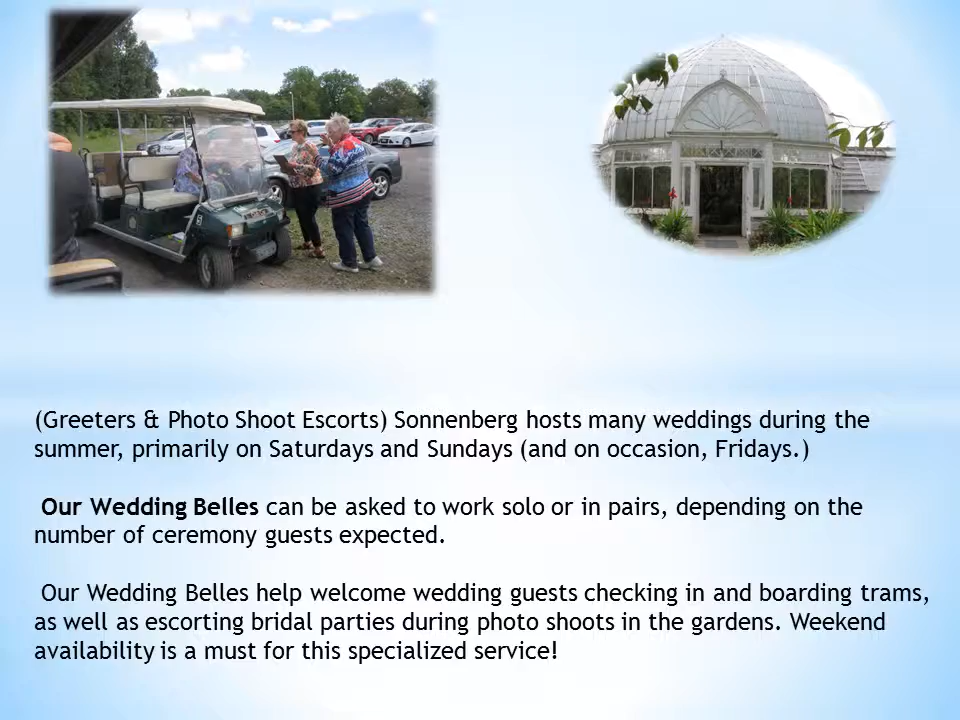 (Greeters & Photo Shoot Escorts) Sonnenberg hosts many weddings during the
summer, primarily on Saturdays and Sundays (and on occasion, Fridays.)
Our Wedding Belles can be asked to work solo or in pairs, depending on the
number of ceremony guests expected.
Our Wedding Belles help welcome wedding guests checking in and boarding trams,
as well as escorting bridal parties during photo shoots in the gardens. Weekend
availability is a must for this specialized service!